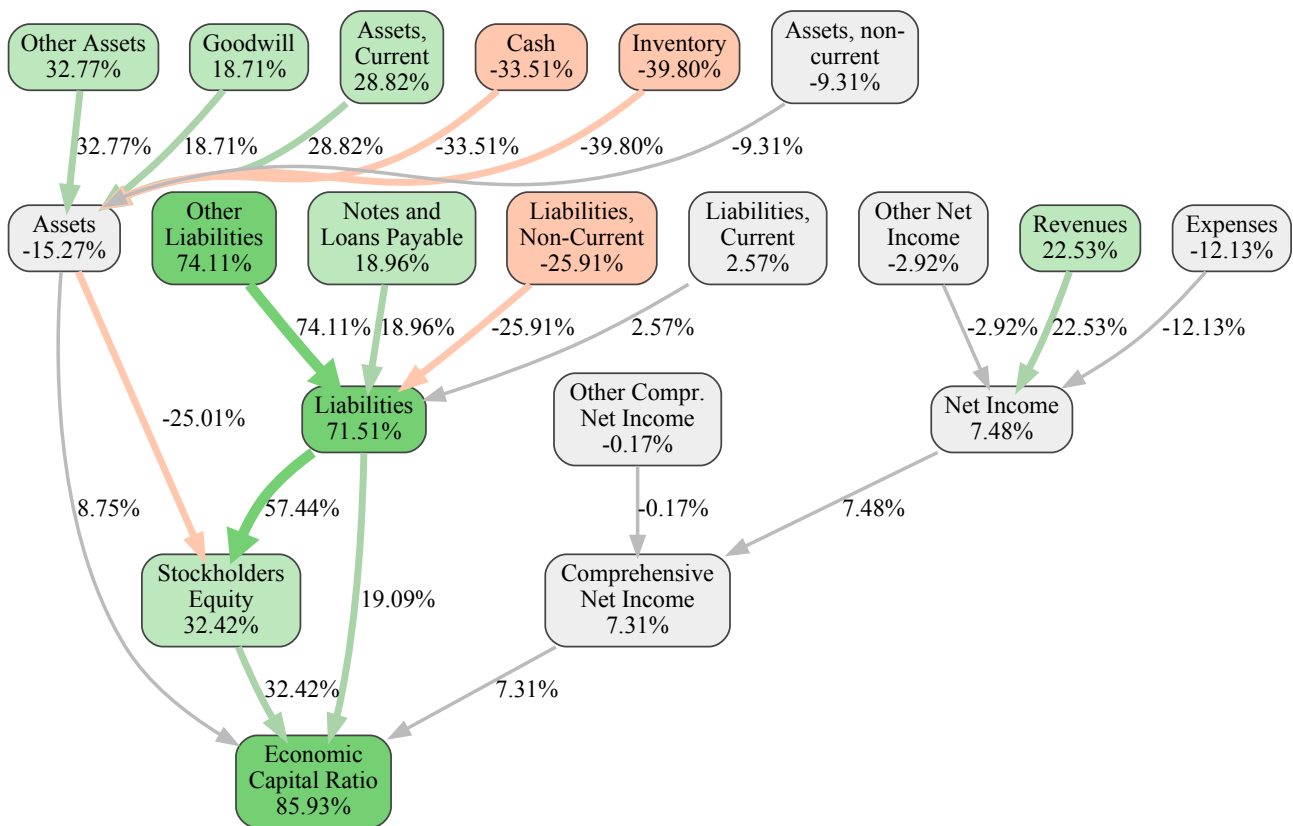 Other Assets
32.77%
Goodwill
18.71%
Assets,
Current
28.82%
Cash
-33.51%
Inventory
-39.80%
Assets, non-
current
-9.31%
32.77%
18.71%
28.82%
-33.51%
-39.80%
-9.31%
Assets
-15.27%
Other
Liabilities
74.11%
Notes and
Loans Payable
18.96%
Liabilities,
Non-Current
-25.91%
Liabilities,
Current
2.57%
Other Net
Income
-2.92%
Revenues
22.53%
Expenses
-12.13%
74.11%
18.96%
-25.91%
2.57%
-2.92%
22.53%
-12.13%
-25.01%
Liabilities
71.51%
Other Compr.
Net Income
-0.17%
Net Income
7.48%
8.75%
57.44%
-0.17%
7.48%
Stockholders
Equity
32.42%
19.09%
Comprehensive
Net Income
7.31%
32.42%
7.31%
Economic
Capital Ratio
85.93%